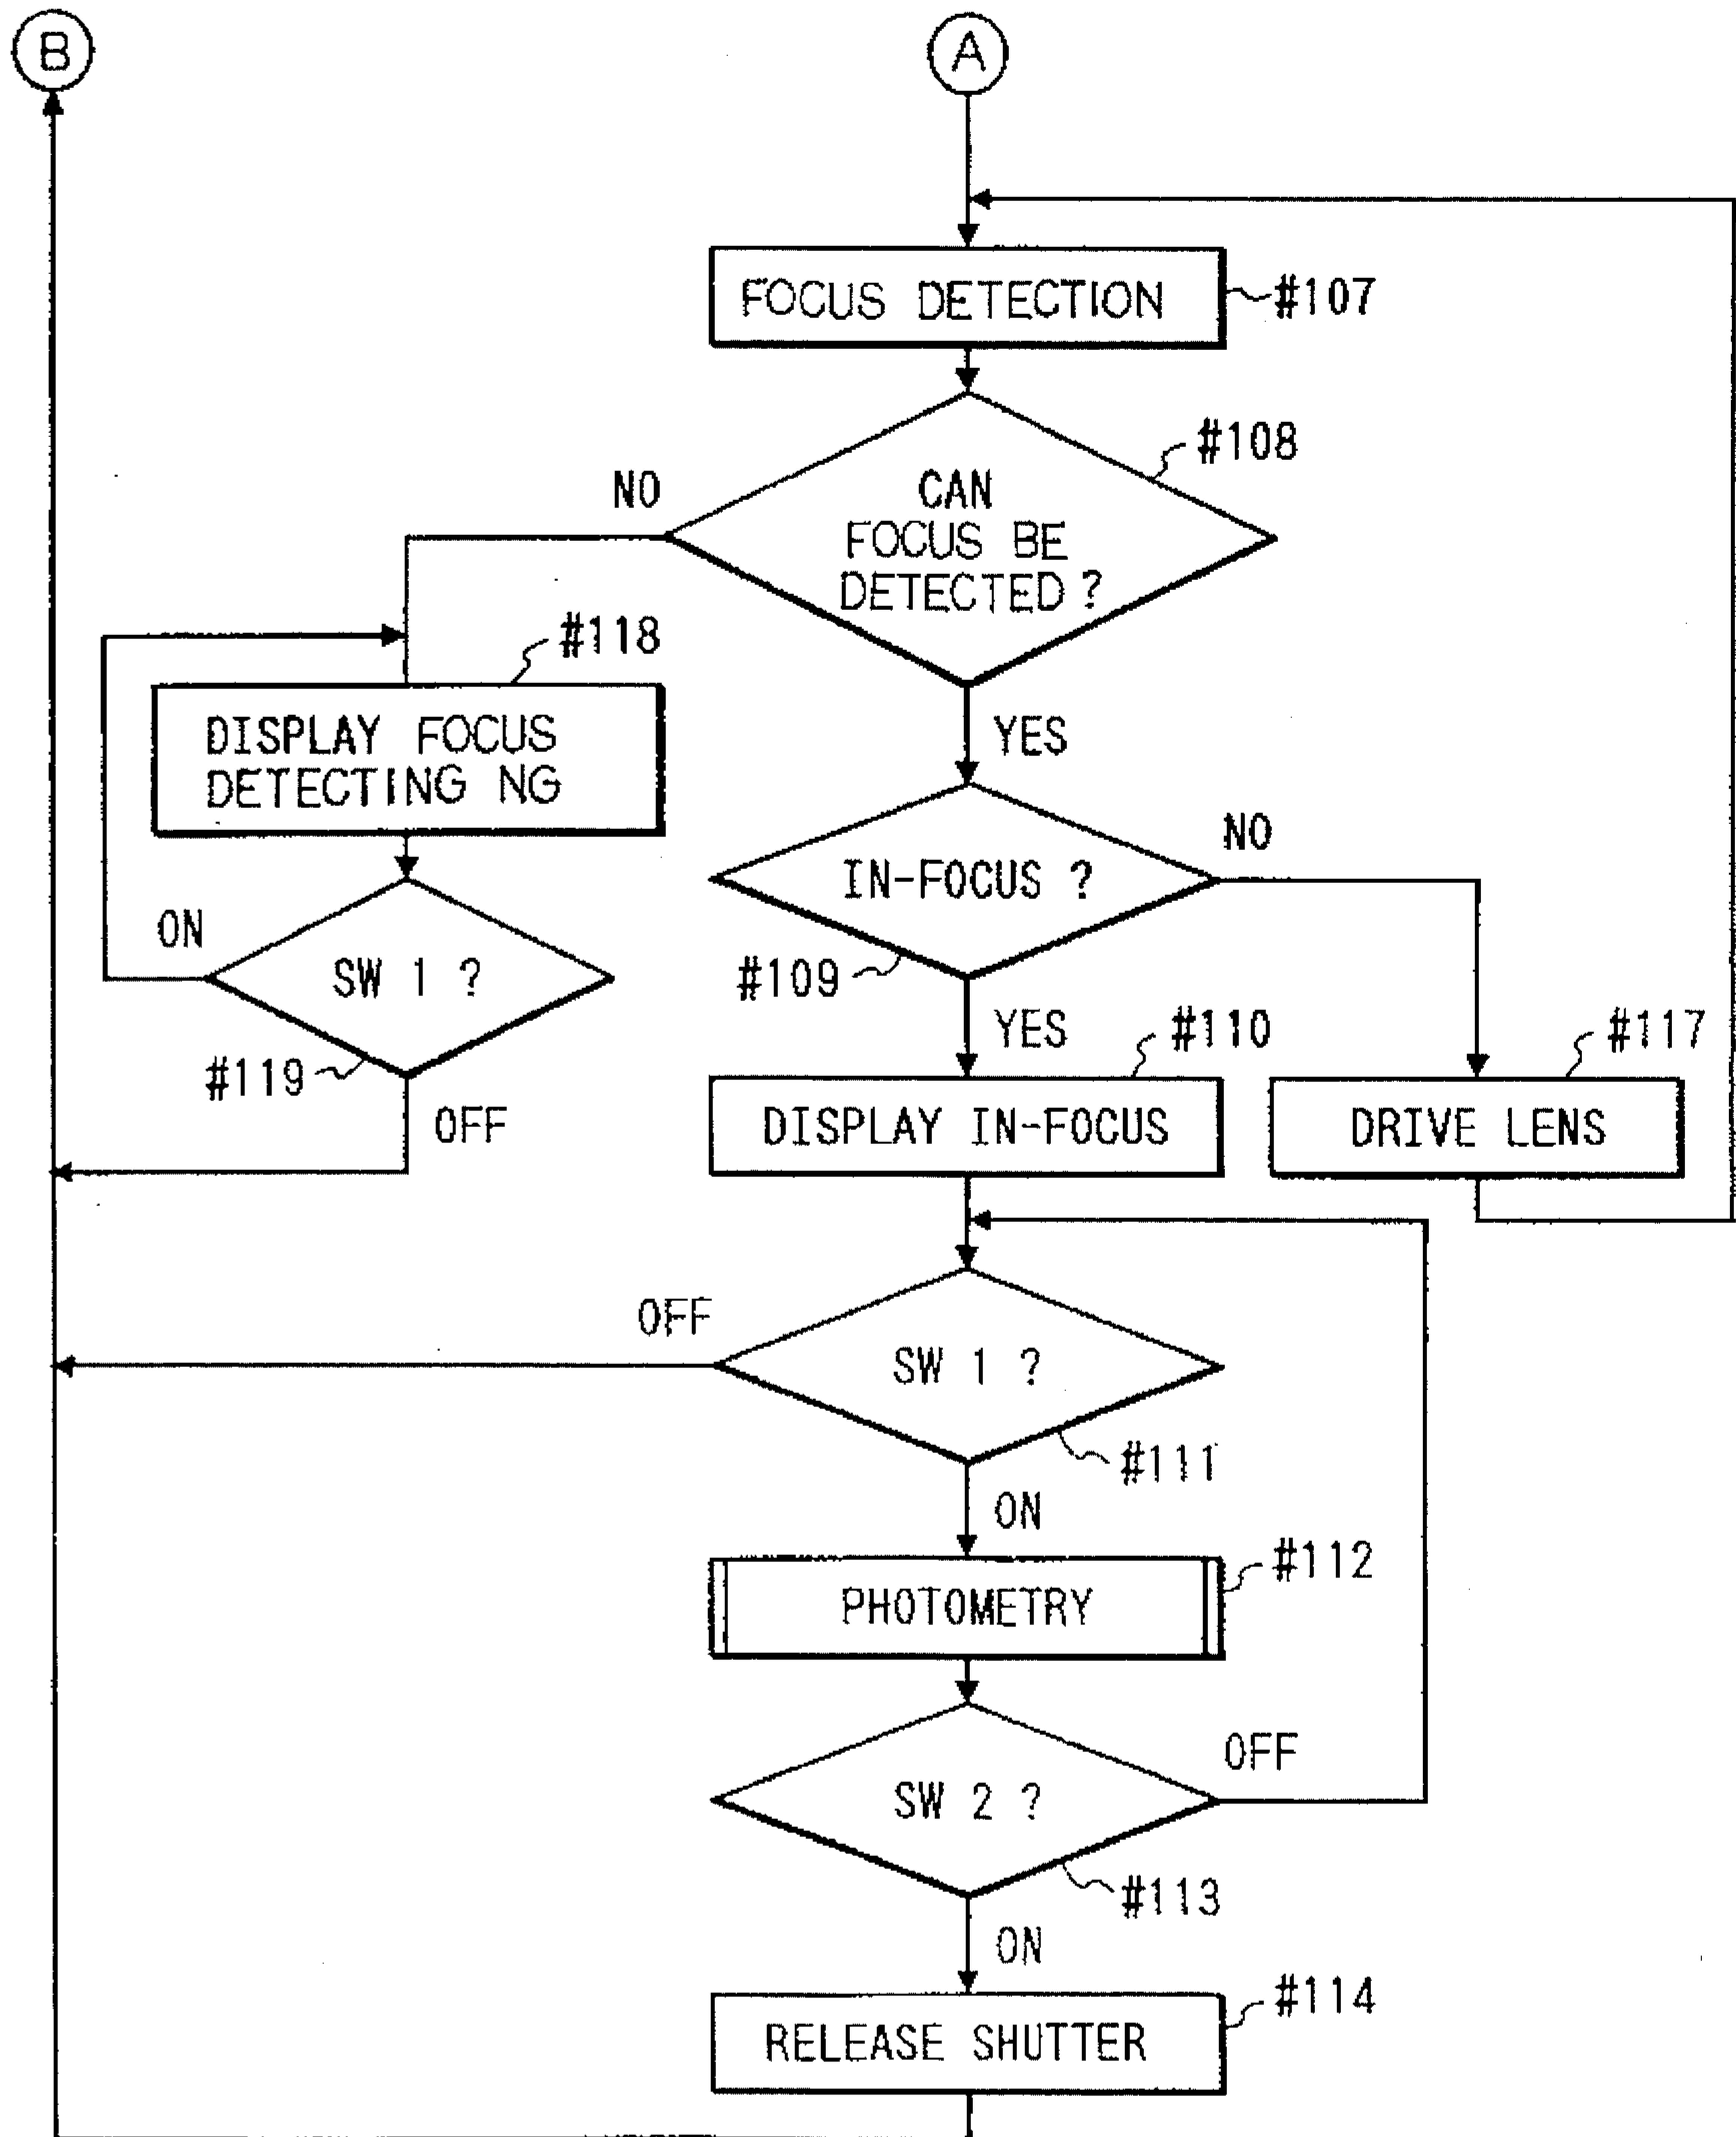 B
A
FOCUS DETECTION
#107
#108
NO
CAN
FOCUS BE
DETECTED ?
#118
YES
DISPLAY FOCUS
DETECTING NG
NO
IN-FOCUS ?
#109
ON
SW 1 ?
#119
OFF
YES
#110
#117
DISPLAY IN-FOCUS
DRIVE LENS
OFF
SW 1 ?
#111
ON
#112
PHOTOMETRY
OFF
SW 2 ?
#113
ON
#114
RELEASE SHUTTER